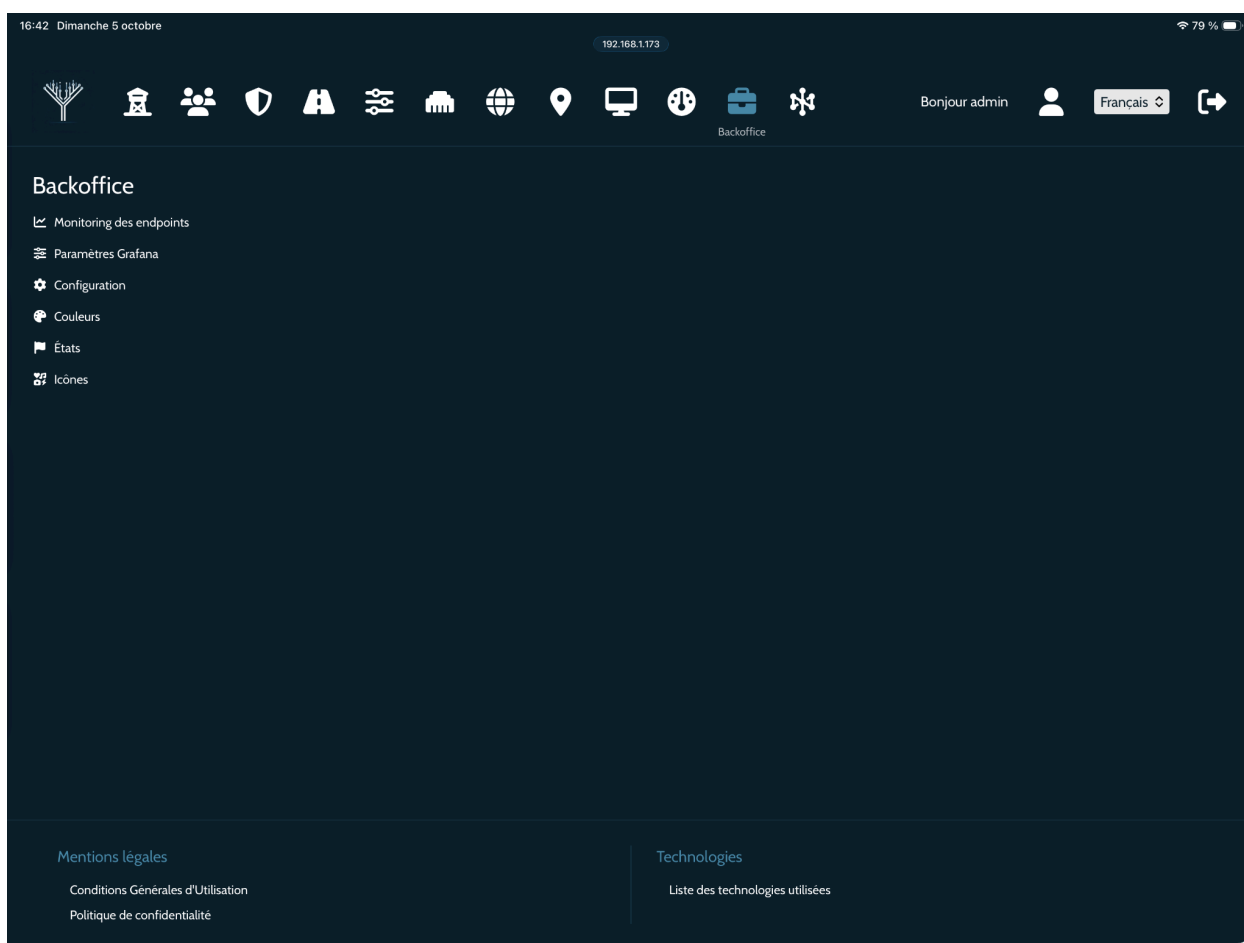 16:42 Dimanche 5 octobre
79 %
192.168.1.173
Bonjour admin
Français
Backoffice
Backoffice
Monitoring des endpoints
Paramètres Grafana
Configuration
Couleurs
États
Icônes
Mentions légales
Conditions Générales d'Utilisation
Politique de confidentialité
Technologies
Liste des technologies utilisées